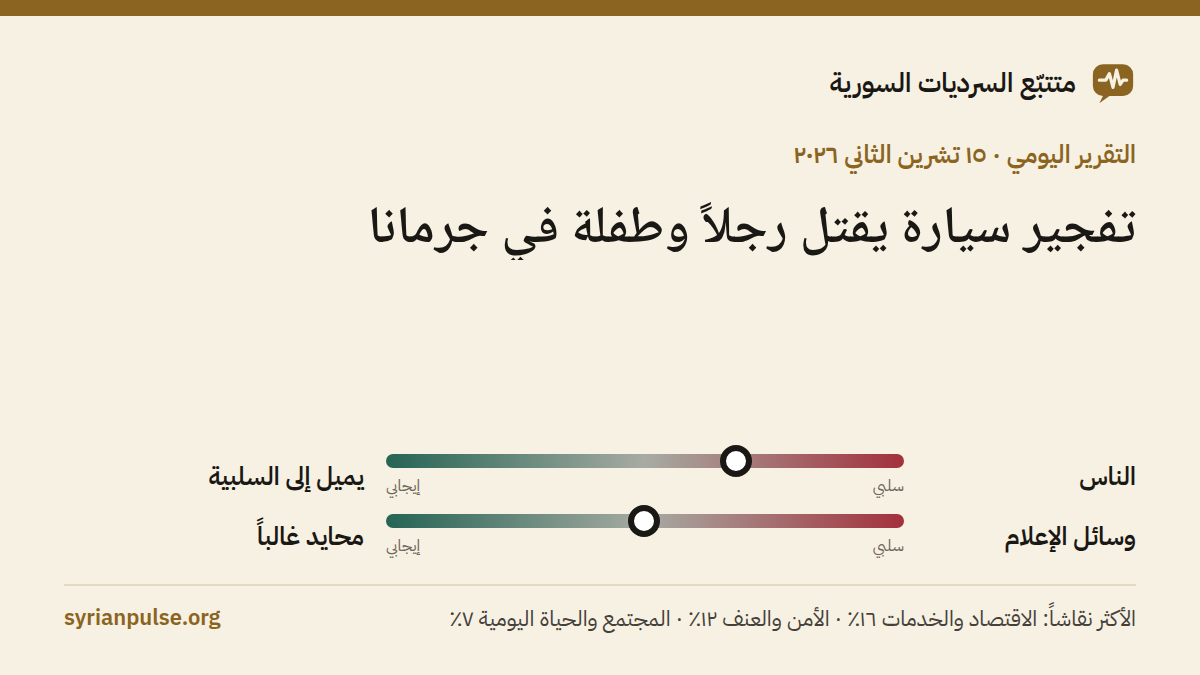 متتبّع السرديات السورية
التقرير اليومي · ١٥ تشرين الثاني ٢٠٢٦
تفجير سيارة يقتل رجلاً وطفلة في جرمانا
الناس
سلبي
إيجابي
يميل إلى السلبية
وسائل الإعلام
سلبي
إيجابي
محايد غالباً
الأكثر نقاشاً: الاقتصاد والخدمات ١٦٪ · الأمن والعنف ١٢٪ · المجتمع والحياة اليومية ٧٪
syrianpulse.org